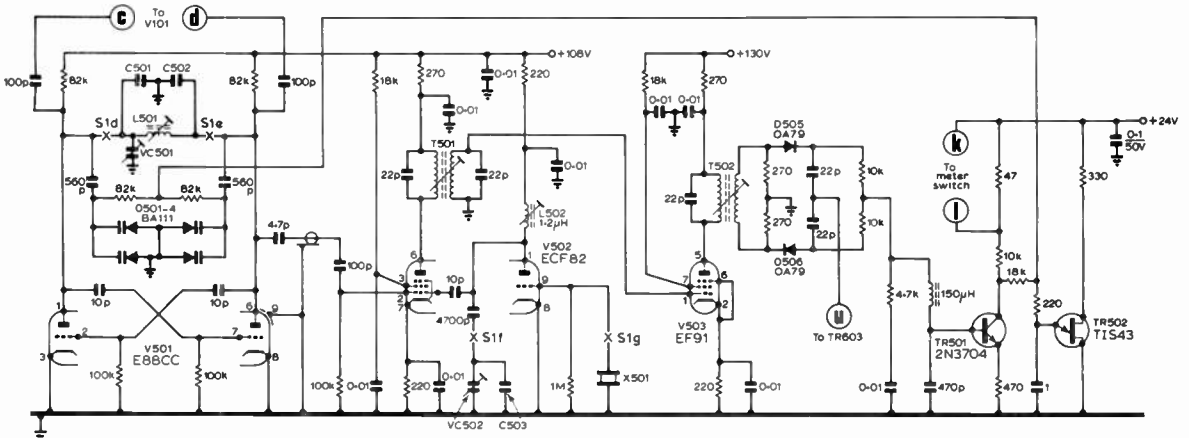 c To V101 d
+108V
+130V
+24V
100p
82k
C501 C502
82k
100p
S1d
L501
S1e
VC501
560p
82k 82k
560p
D501-4
BA111
4·7p
100p
10p
10p
1
2
3
V501
E88CC
6
9
7
8
100k
100k
18k
270
0·01
0·01
220
T501
22p
22p
0·01
L502
1·2μH
V502
ECF82
6
3
2
7
10p
4700p
1
9
8
S1f
S1g
100k
0·01
220
0·01
VC502
C503
1M
X501
18k
0·01 0·01
270
T502
22p
5
7
1
6
2
V503
EF91
220
0·01
D505
OA79
270
270
22p
22p
D506
OA79
10k
10k
u
To TR603
4·7k
150μH
0·01
470p
k
To meter switch
l
47
10k
18k
TR501
2N3704
470
330
0·1
50V
220
TR502
TIS43
1